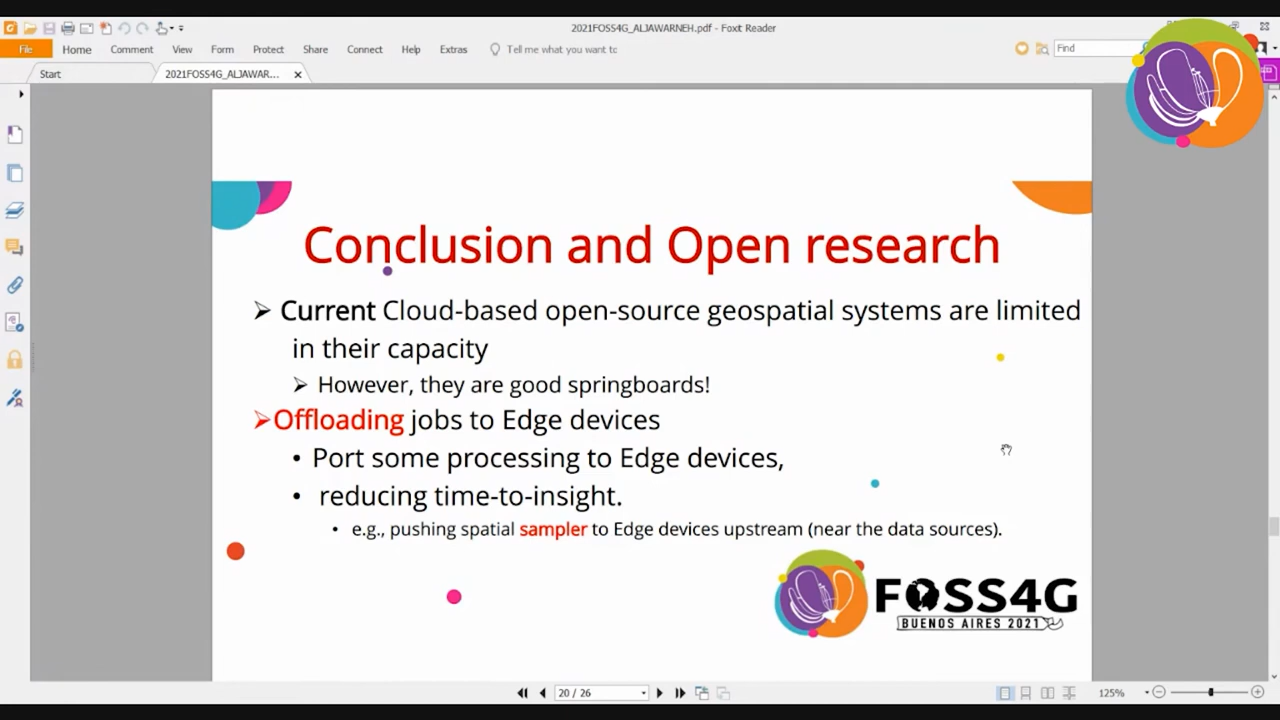 2021FOSS4G_ALJAWARNEH.pdf - Foxit Reader
File Home Comment View Form Protect Share Connect Help Extras Tell me what you want to Find
Start 2021FOSS4G_ALJAWAR...
Conclusion and Open research
Current Cloud-based open-source geospatial systems are limited
in their capacity
However, they are good springboards!
Offloading jobs to Edge devices
Port some processing to Edge devices,
reducing time-to-insight.
e.g., pushing spatial sampler to Edge devices upstream (near the data sources).
FOSS4G
BUENOS AIRES 2021
20 / 26
125%